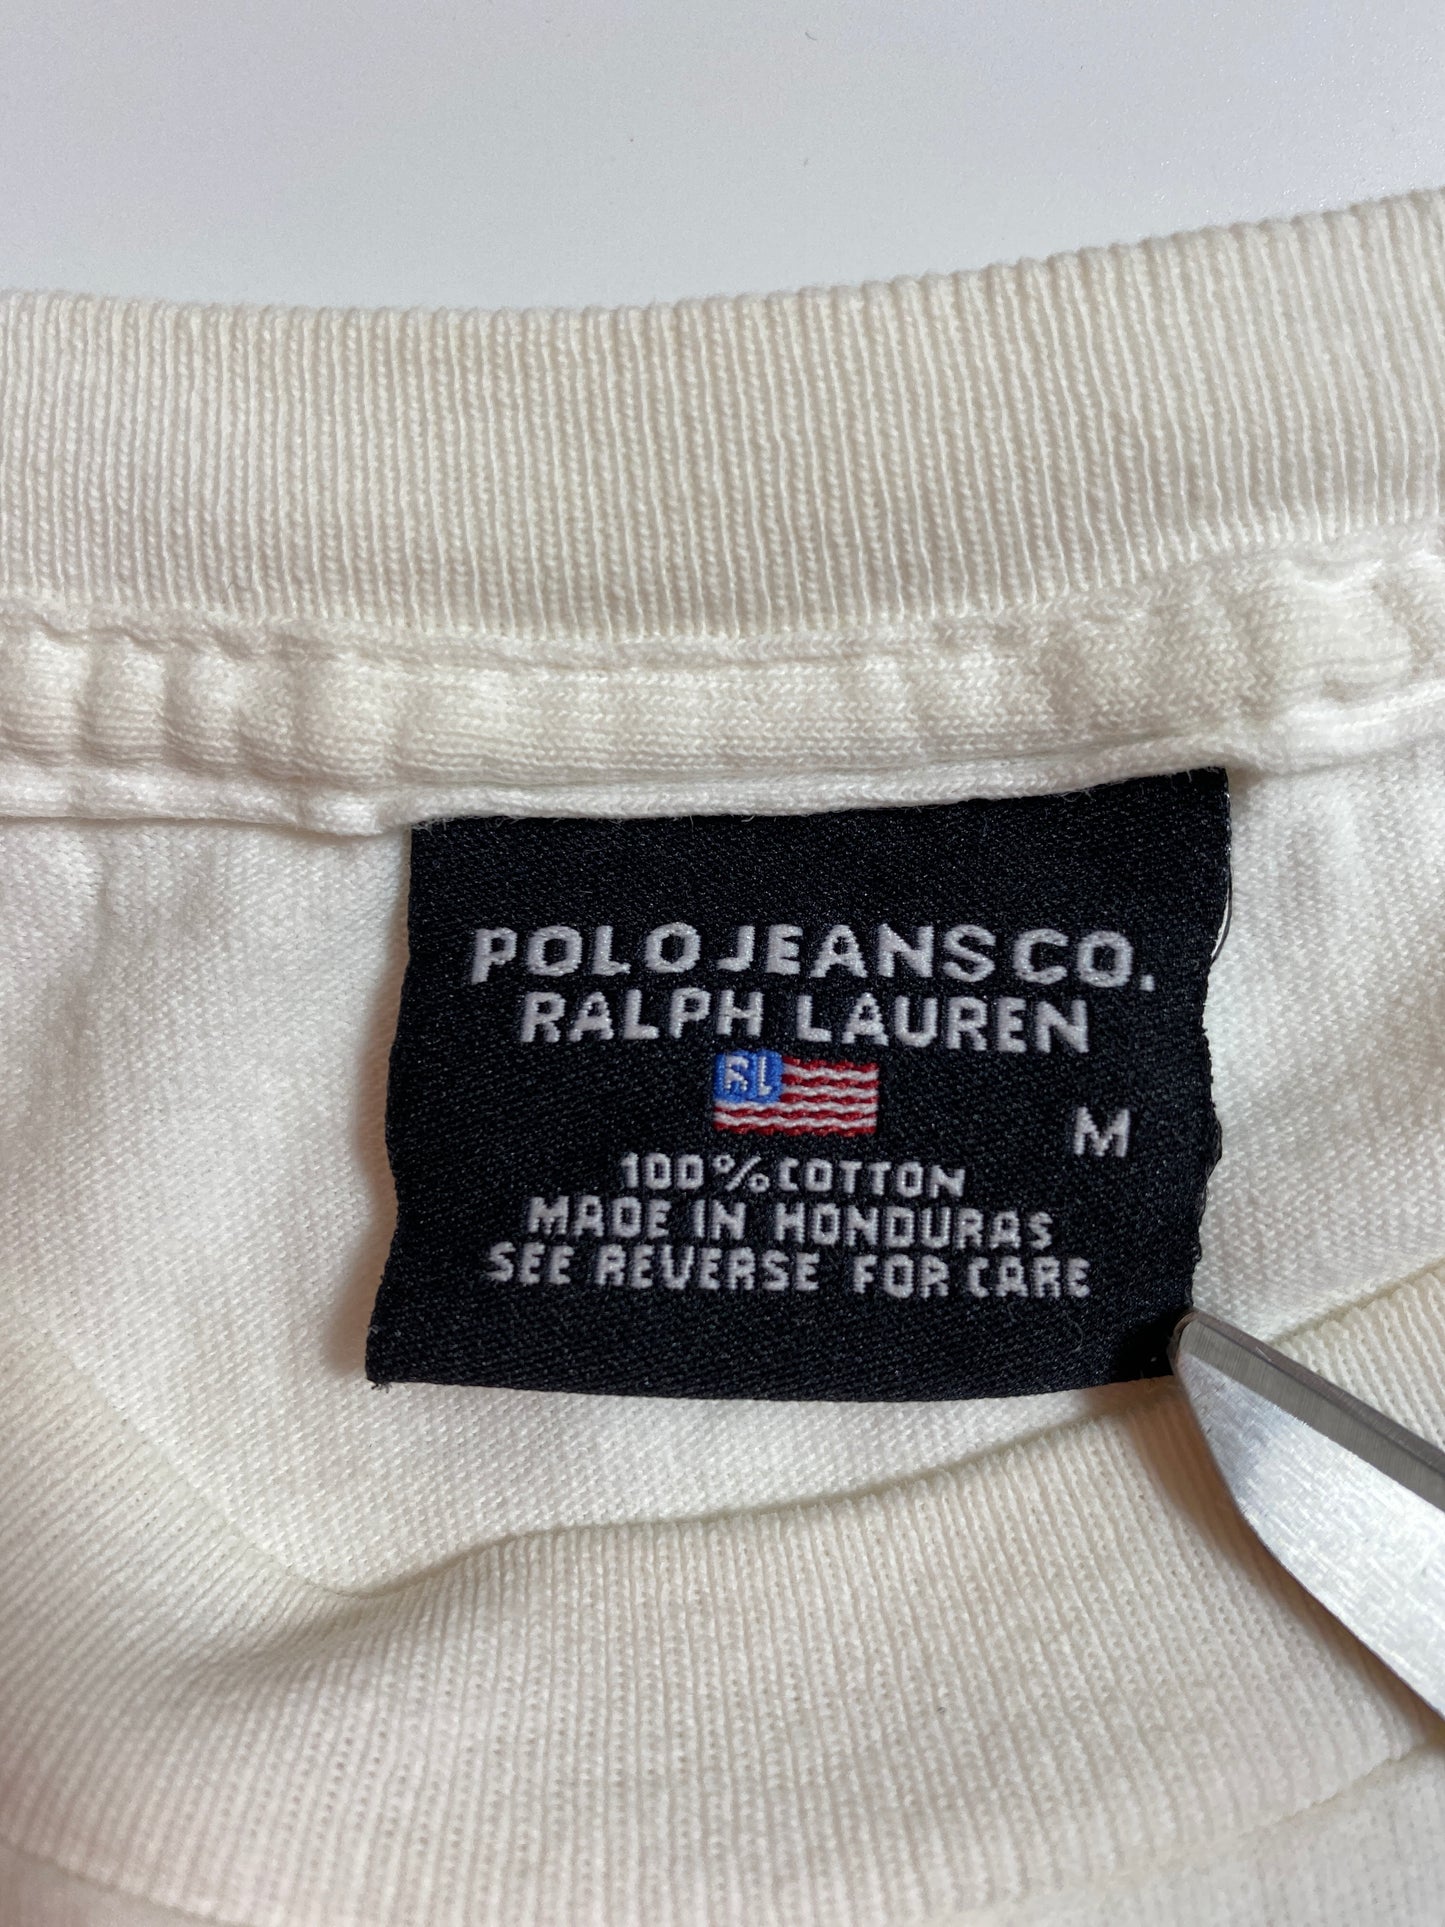 POLO JEANS CO.
RALPH LAUREN
RL
M
100% COTTON
MADE IN HONDURAS
SEE REVERSE FOR CARE